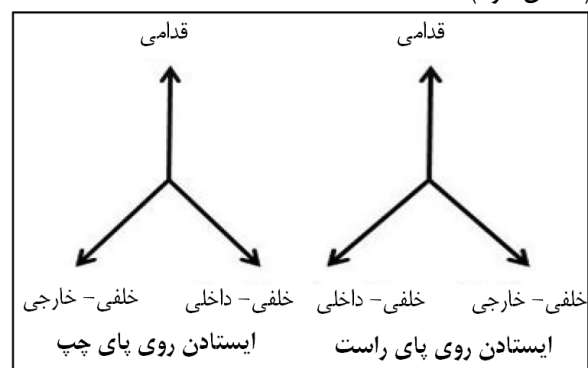 قدامی قدامی
خلفی- خارجی خلفی- داخلی خلفی- داخلی خلفی- خارجی
ایستادن روی پای راست ایستادن روی پای چپ